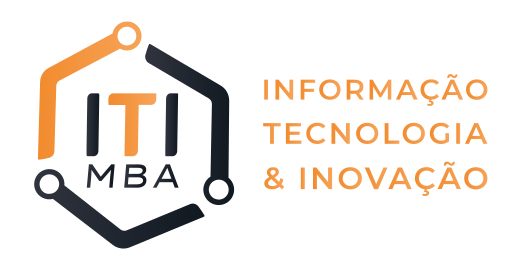 ITI
MBA
INFORMAÇÃO
TECNOLOGIA
& INOVAÇÃO